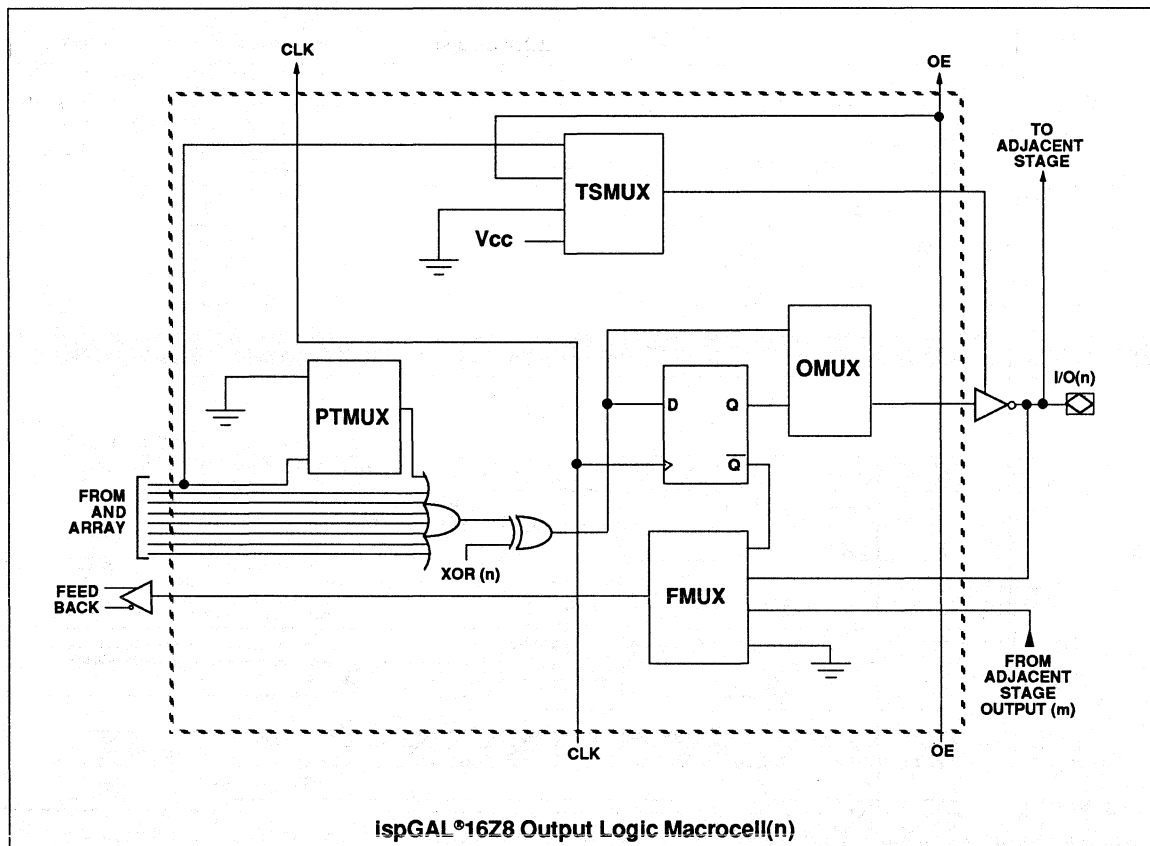 CLK
OE
TO
ADJACENT
STAGE
TSMUX
Vcc
OMUX
I/O(n)
PTMUX
D
Q
Q̅
FROM
AND
ARRAY
XOR (n)
FMUX
FEED
BACK
FROM
ADJACENT
STAGE
OUTPUT (m)
CLK
OE
ispGAL®16Z8 Output Logic Macrocell(n)